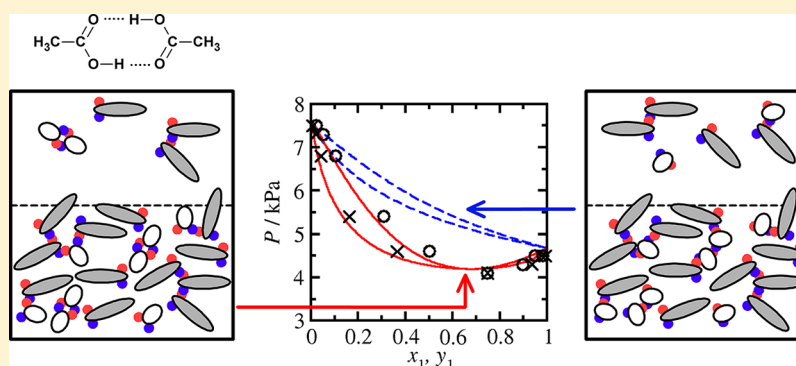 O ····· H—O
H₃C—C C—CH₃
O—H ····· O
8
7
6
5
4
3
P / kPa
0 0.2 0.4 0.6 0.8 1
x₁, y₁